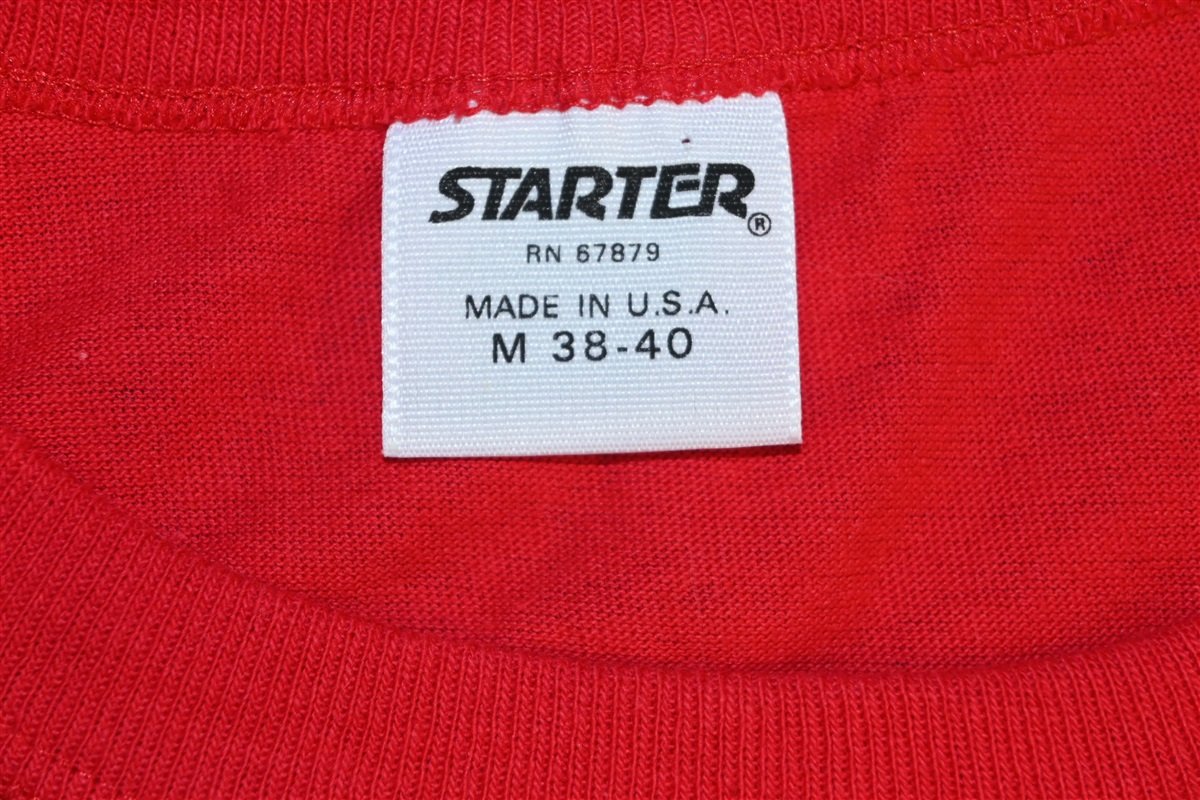 STARTER®
RN 67879
MADE IN U.S.A.
M 38-40